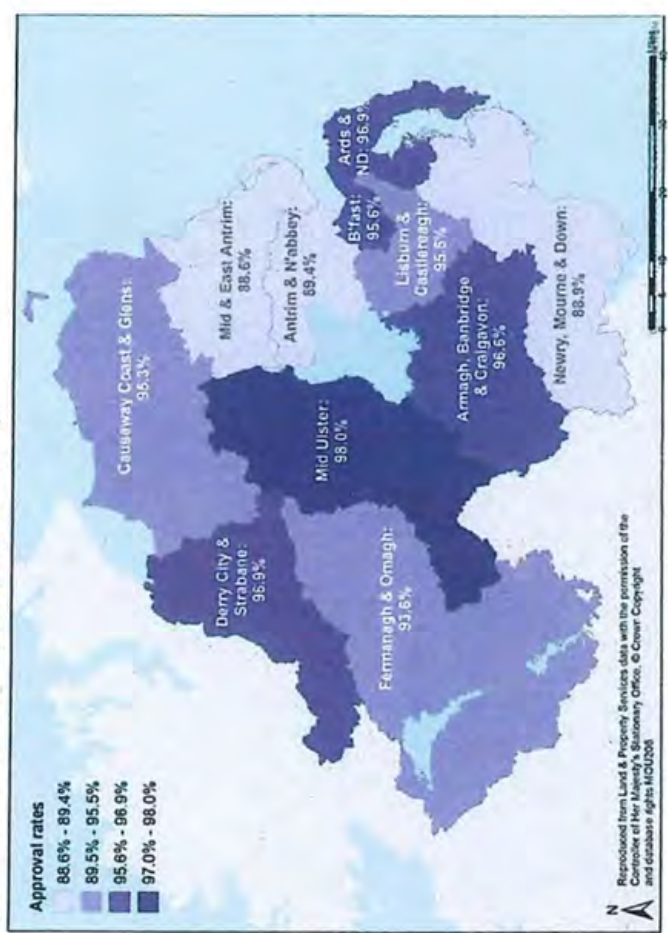 Approval rates
88.6% - 89.4%
89.5% - 95.5%
95.6% - 96.9%
97.0% - 98.0%
Causeway Coast & Glens:
95.3%
Derry City &
Strabane:
96.9%
Mid & East Antrim:
88.6%
Antrim & N'abbey:
89.4%
Mid Ulster:
98.0%
Fermanagh & Omagh:
93.6%
B'fast:
95.6%
Ards &
ND: 96.9%
Lisburn &
Castlereagh:
95.5%
Armagh, Banbridge
& Craigavon:
96.6%
Newry, Mourne & Down:
88.9%
N
Reproduced from Land & Property Services data with the permission of the
Controller of Her Majesty's Stationary Office, © Crown Copyright
and database rights MOU206